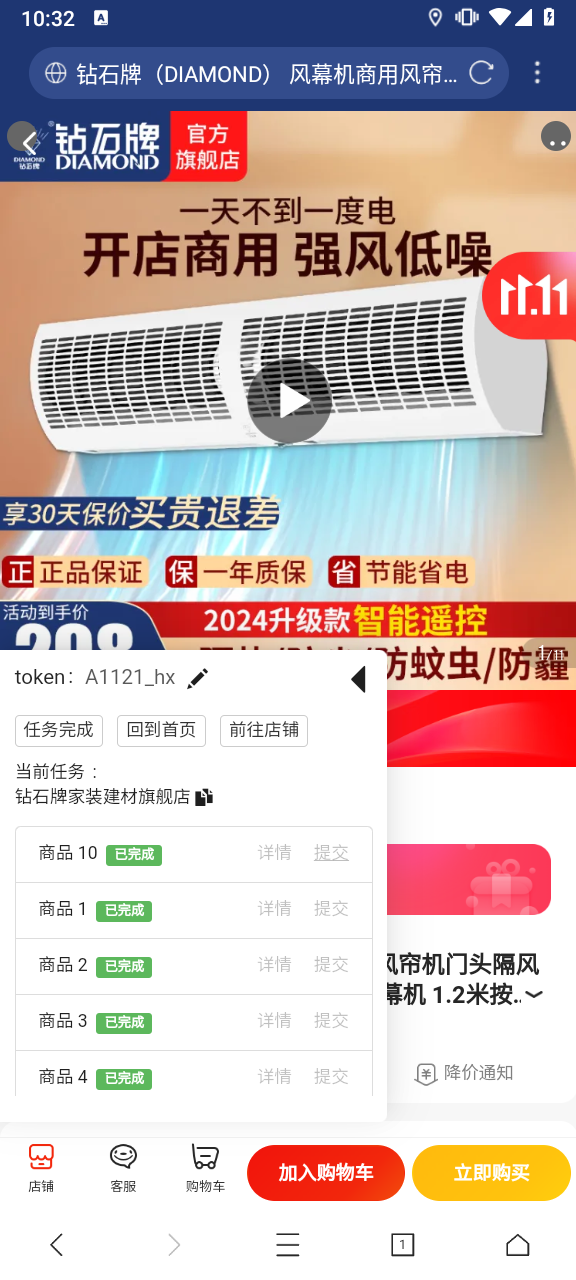 10:32
A
钻石牌（DIAMOND） 风幕机商用风帘...
钻石牌
DIAMOND
官方
旗舰店
DIAMOND
钻石牌
一天不到一度电
开店商用 强风低噪
11.11
享30天保价买贵退差
正 正品保证 保 一年质保 省 节能省电
活动到手价
2024升级款智能遥控
防蚊虫/防霾
1/11
token： A1121_hx
任务完成 回到首页 前往店铺
当前任务：
钻石牌家装建材旗舰店
商品 10 已完成 详情 提交
商品 1 已完成 详情 提交
商品 2 已完成 详情 提交
商品 3 已完成 详情 提交
商品 4 已完成 详情 提交
风帘机门头隔风
幕机 1.2米按..
降价通知
店铺 客服 购物车 加入购物车 立即购买
1